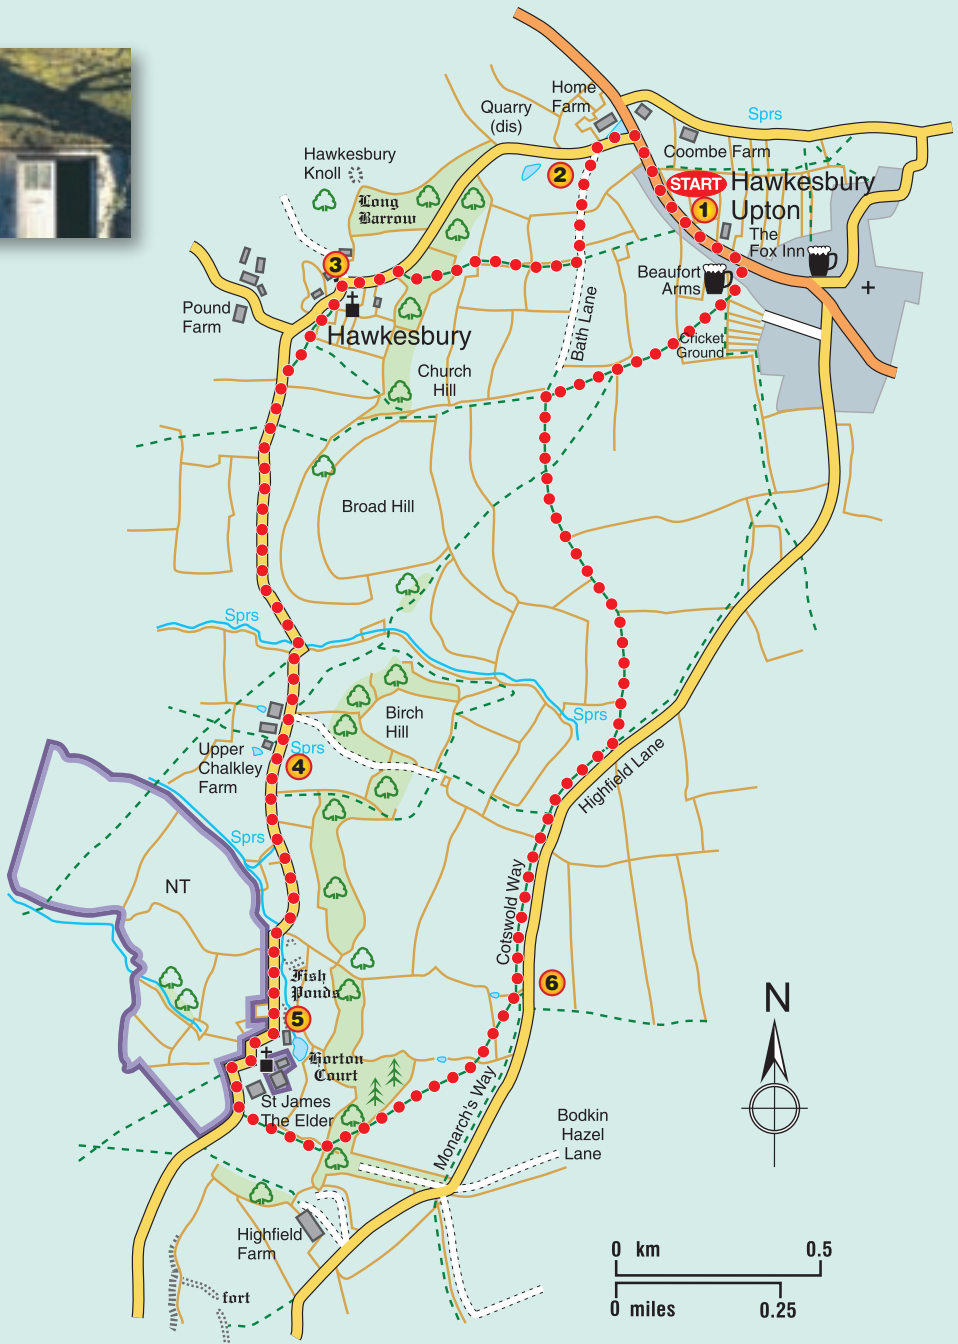 Home
Farm
Quarry
(dis)
Sprs
Coombe Farm
Hawkesbury
Knoll
2
START
Hawkesbury
Upton
1
Long
Barrow
The
Fox Inn
3
Beaufort
Arms
Pound
Farm
Hawkesbury
Bath Lane
Cricket
Ground
Church
Hill
Broad Hill
Sprs
Birch
Hill
Sprs
Upper
Chalkley
Farm
Sprs
4
Highfield Lane
Sprs
NT
Cotswold Way
Fish
Ponds
6
N
5
Horton
Court
St James
The Elder
Monarch's Way
Bodkin
Hazel
Lane
Highfield
Farm
fort
0 km 0.5
0 miles 0.25